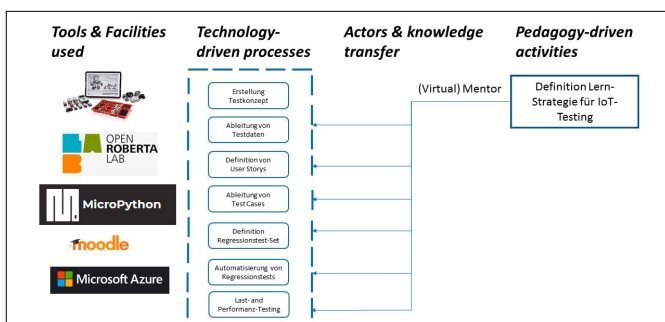 Tools & Facilities
used
Technology-
driven processes
Actors & knowledge
transfer
Pedagogy-driven
activities
OPEN
ROBERTA
LAB
MicroPython
moodle
Microsoft Azure
Erstellung
Testkonzept
Ableitung von
Testdaten
Definition von
User Storys
Ableitung von
Test Cases
Definition
Regressionstest-Set
Automatisierung von
Regressionstests
Last- and
Performanz-Testing
(Virtual) Mentor
Definition Lern-
Strategie für IoT-
Testing